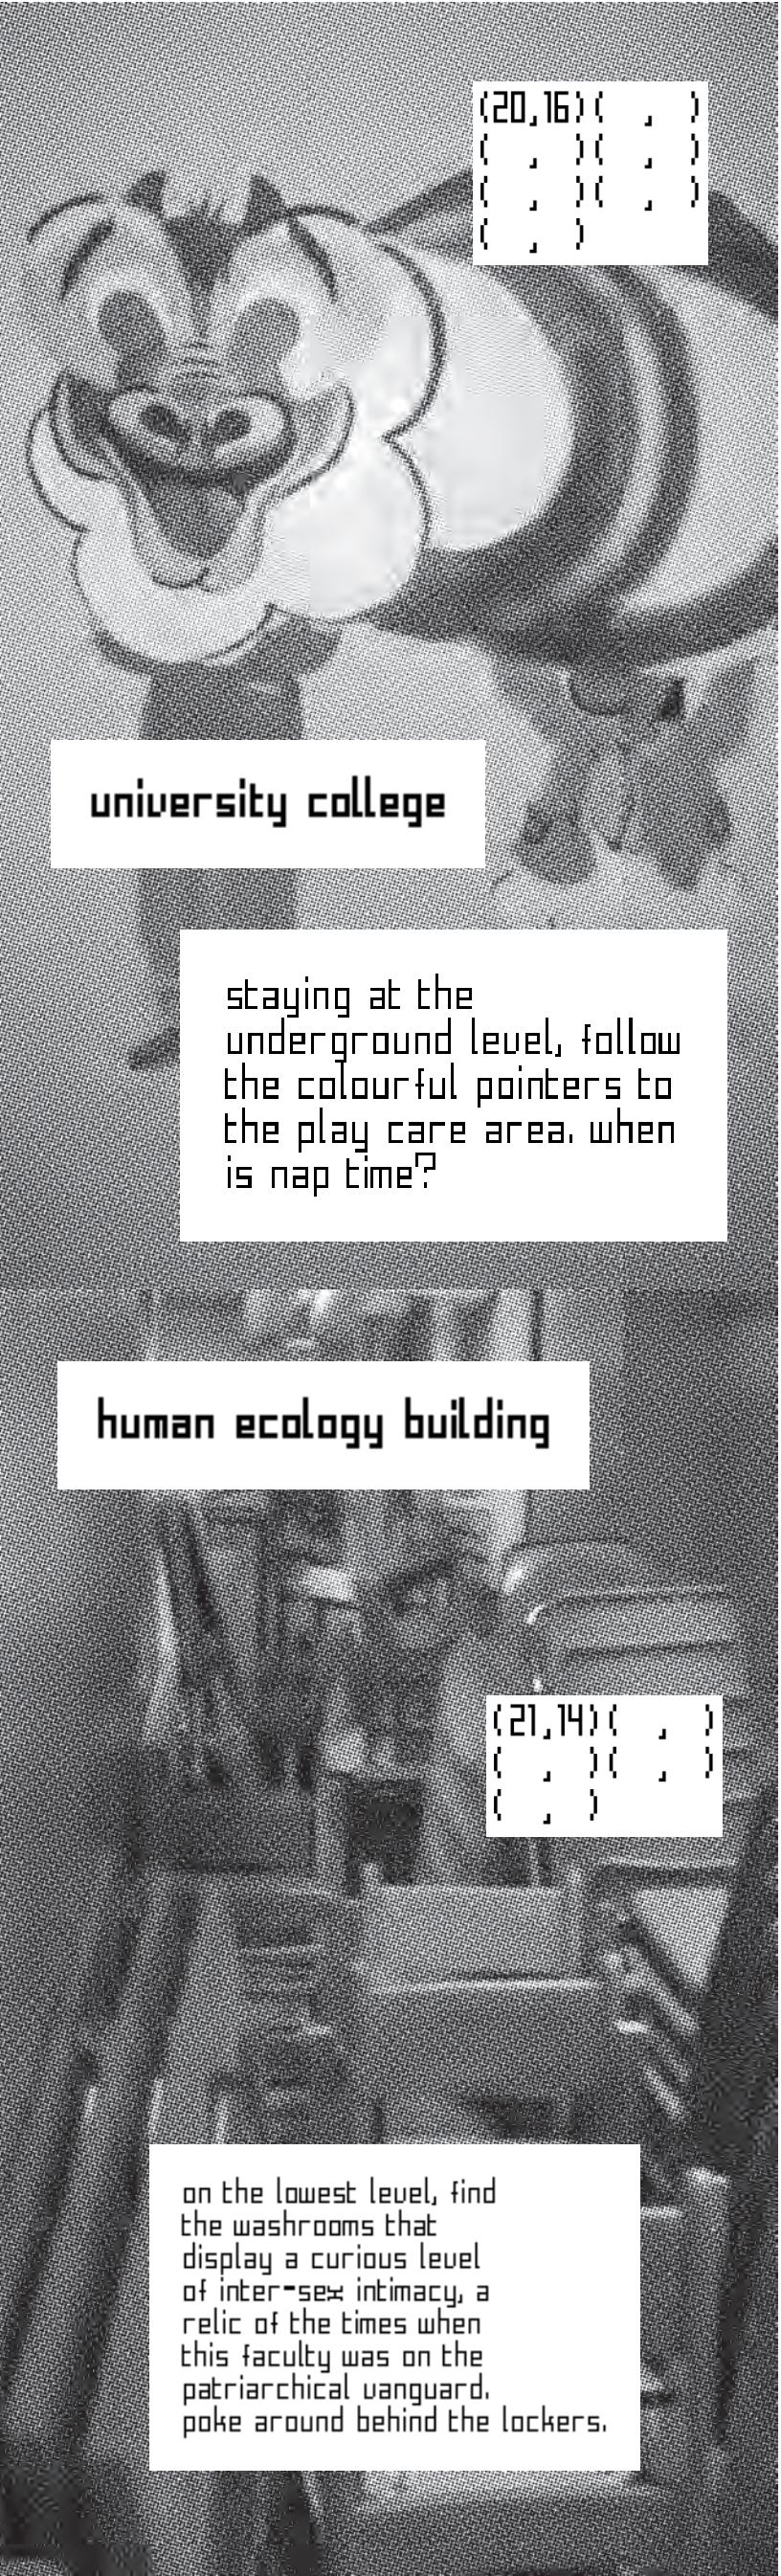 (20,16)( , )
( , )( , )
( , )( , )
( , )
university college
staying at the
underground level, follow
the colourful pointers to
the play care area. when
is nap time?
human ecology building
(21,14)( , )
( , )( , )
( , )
on the lowest level, find
the washrooms that
display a curious level
of inter-sex intimacy, a
relic of the times when
this faculty was on the
patriarchical vanguard.
poke around behind the lockers.